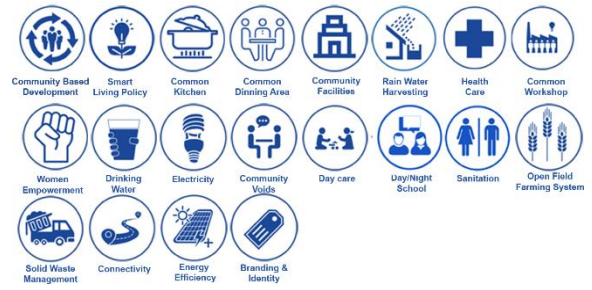 Community Based Development
Smart Living Policy
Common Kitchen
Common Dinning Area
Community Facilities
Rain Water Harvesting
Health Care
Common Workshop
Women Empowerment
Drinking Water
Electricity
Community Voids
Day care
Day/Night School
Sanitation
Open Field Farming System
Solid Waste Management
Connectivity
Energy Efficiency
Branding & Identity